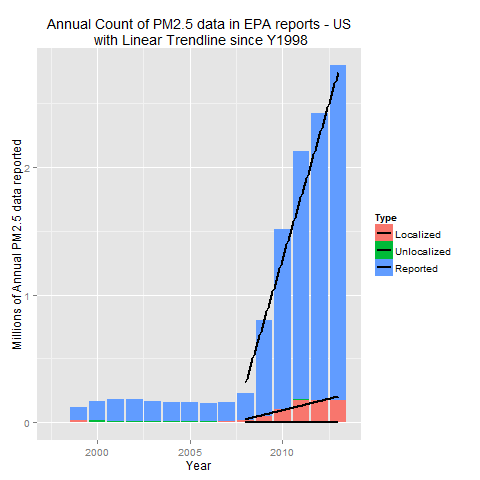 Annual Count of PM2.5 data in EPA reports - US
with Linear Trendline since Y1998
Millions of Annual PM2.5 data reported
2
1
0
2000 2005 2010
Year
Type
Localized
Unlocalized
Reported